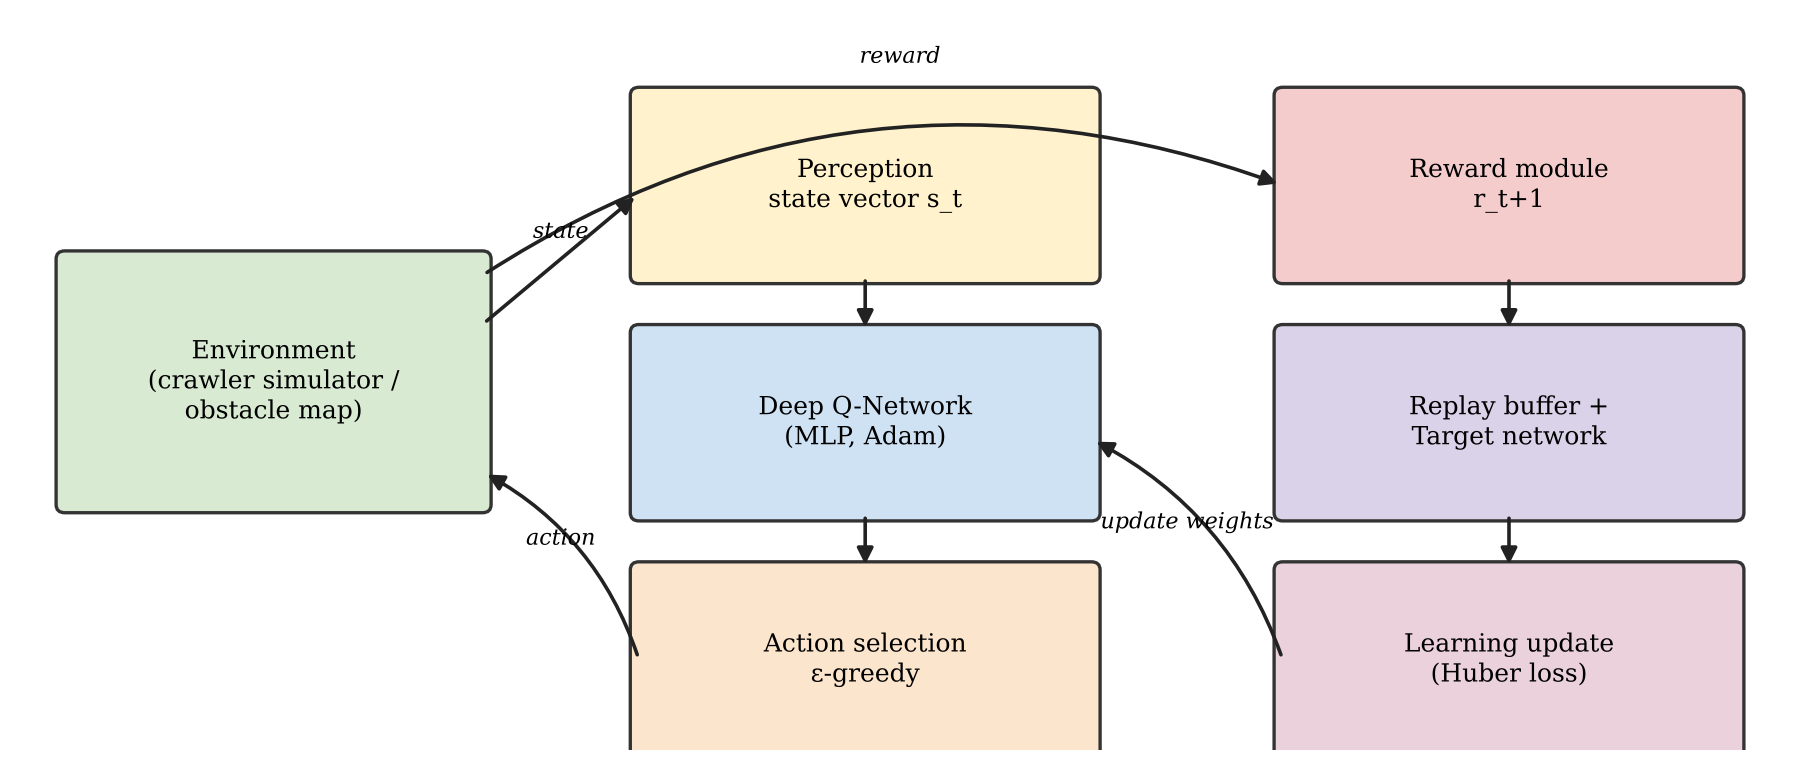 reward
Perception
state vector s_t
Reward module
r_t+1
state
Environment
(crawler simulator /
obstacle map)
Deep Q-Network
(MLP, Adam)
Replay buffer +
Target network
action
update weights
Action selection
ε-greedy
Learning update
(Huber loss)